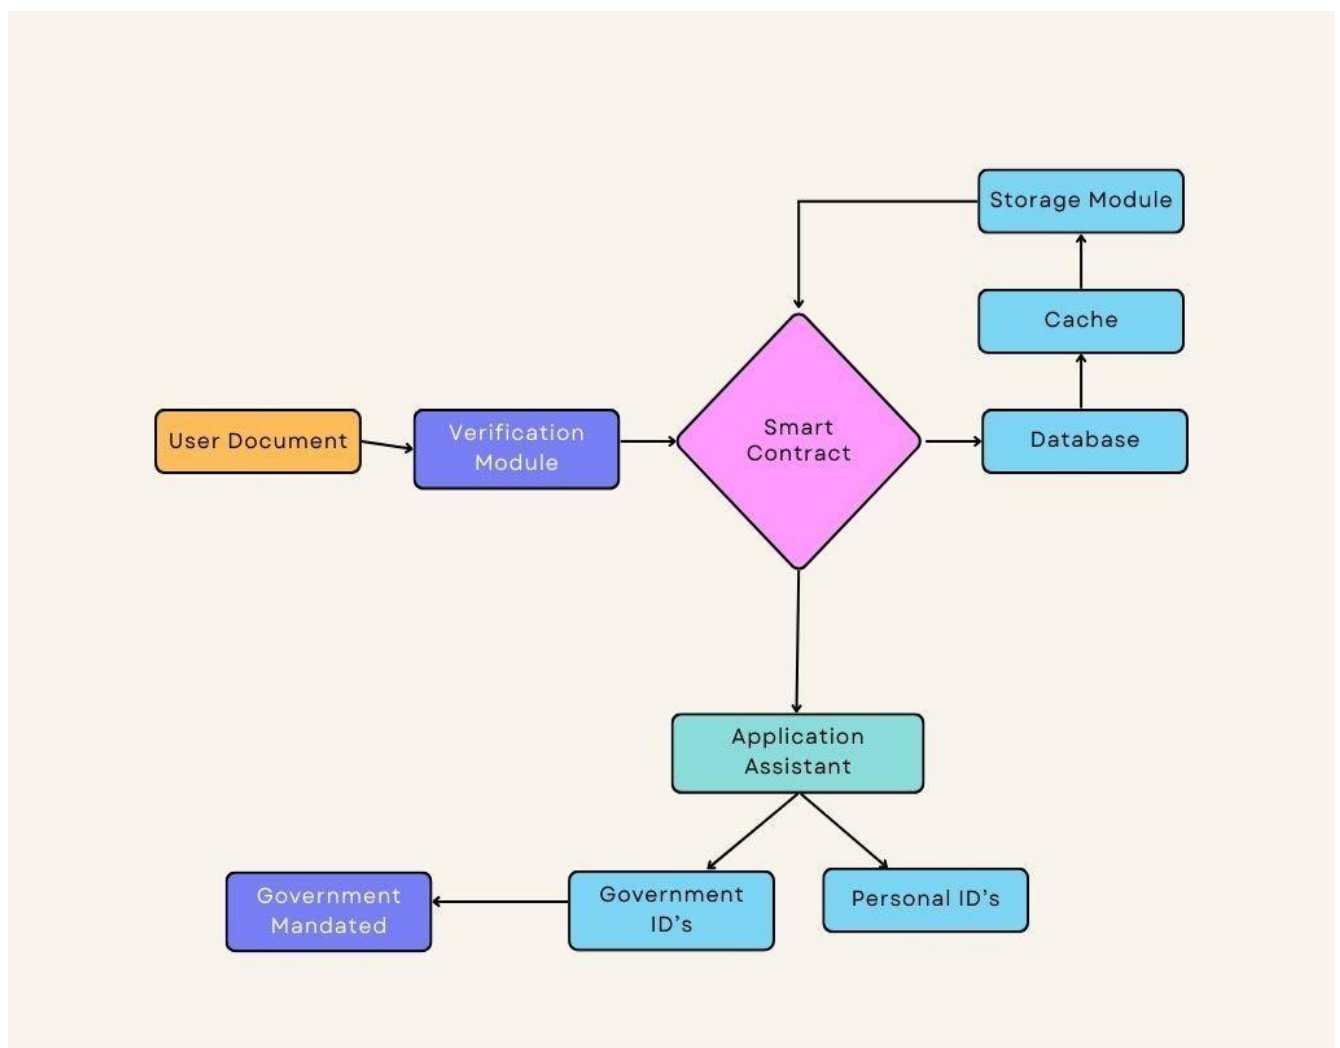 Storage Module
Cache
User Document
Verification
Module
Smart
Contract
Database
Application
Assistant
Government
Mandated
Government
ID’s
Personal ID’s